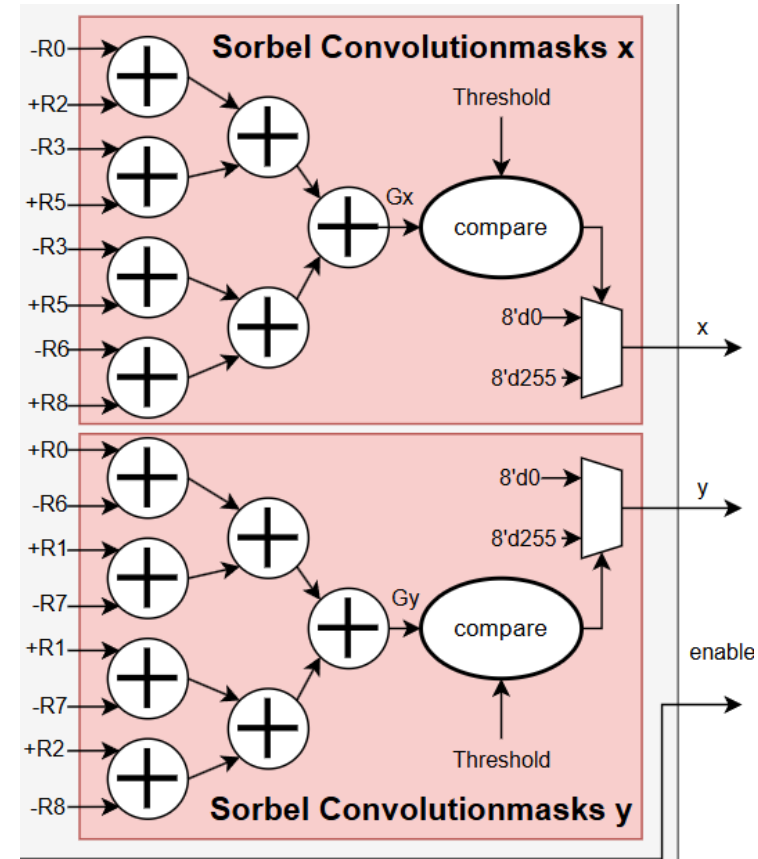 Sorbel Convolutionmasks x
-R0
+R2
-R3
+R5
-R3
+R5
-R6
+R8
Threshold
Gx
compare
8'd0
8'd255
x
+R0
-R6
+R1
-R7
+R1
-R7
+R2
-R8
8'd0
8'd255
y
Gy
compare
Threshold
enable
Sorbel Convolutionmasks y